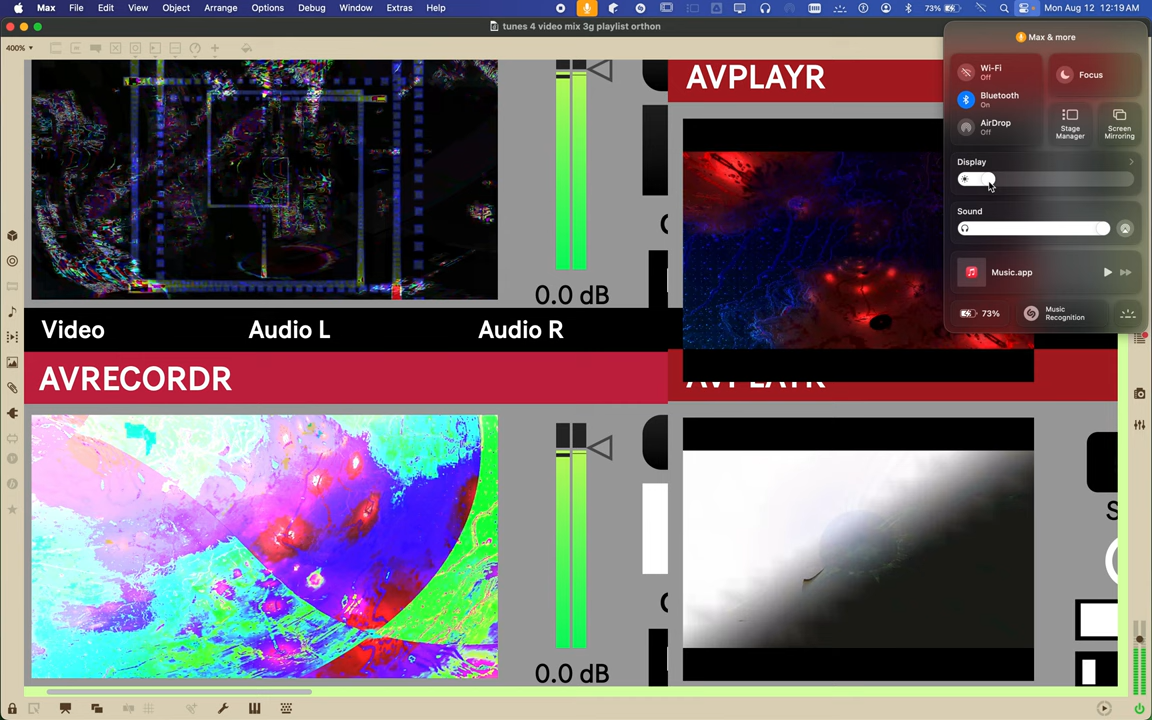 Max File Edit View Object Arrange Options Debug Window Extras Help 73% Mon Aug 12 12:19 AM
tunes 4 video mix 3g playlist orthon
400%
Max & more
Wi-Fi
Off
Bluetooth
On
AirDrop
Off
Focus
Stage
Manager
Screen
Mirroring
Display
Sound
Music.app
73%
Music
Recognition
AVPLAYR
0.0 dB
Video Audio L Audio R
AVRECORDR
AVPLAYR
0.0 dB